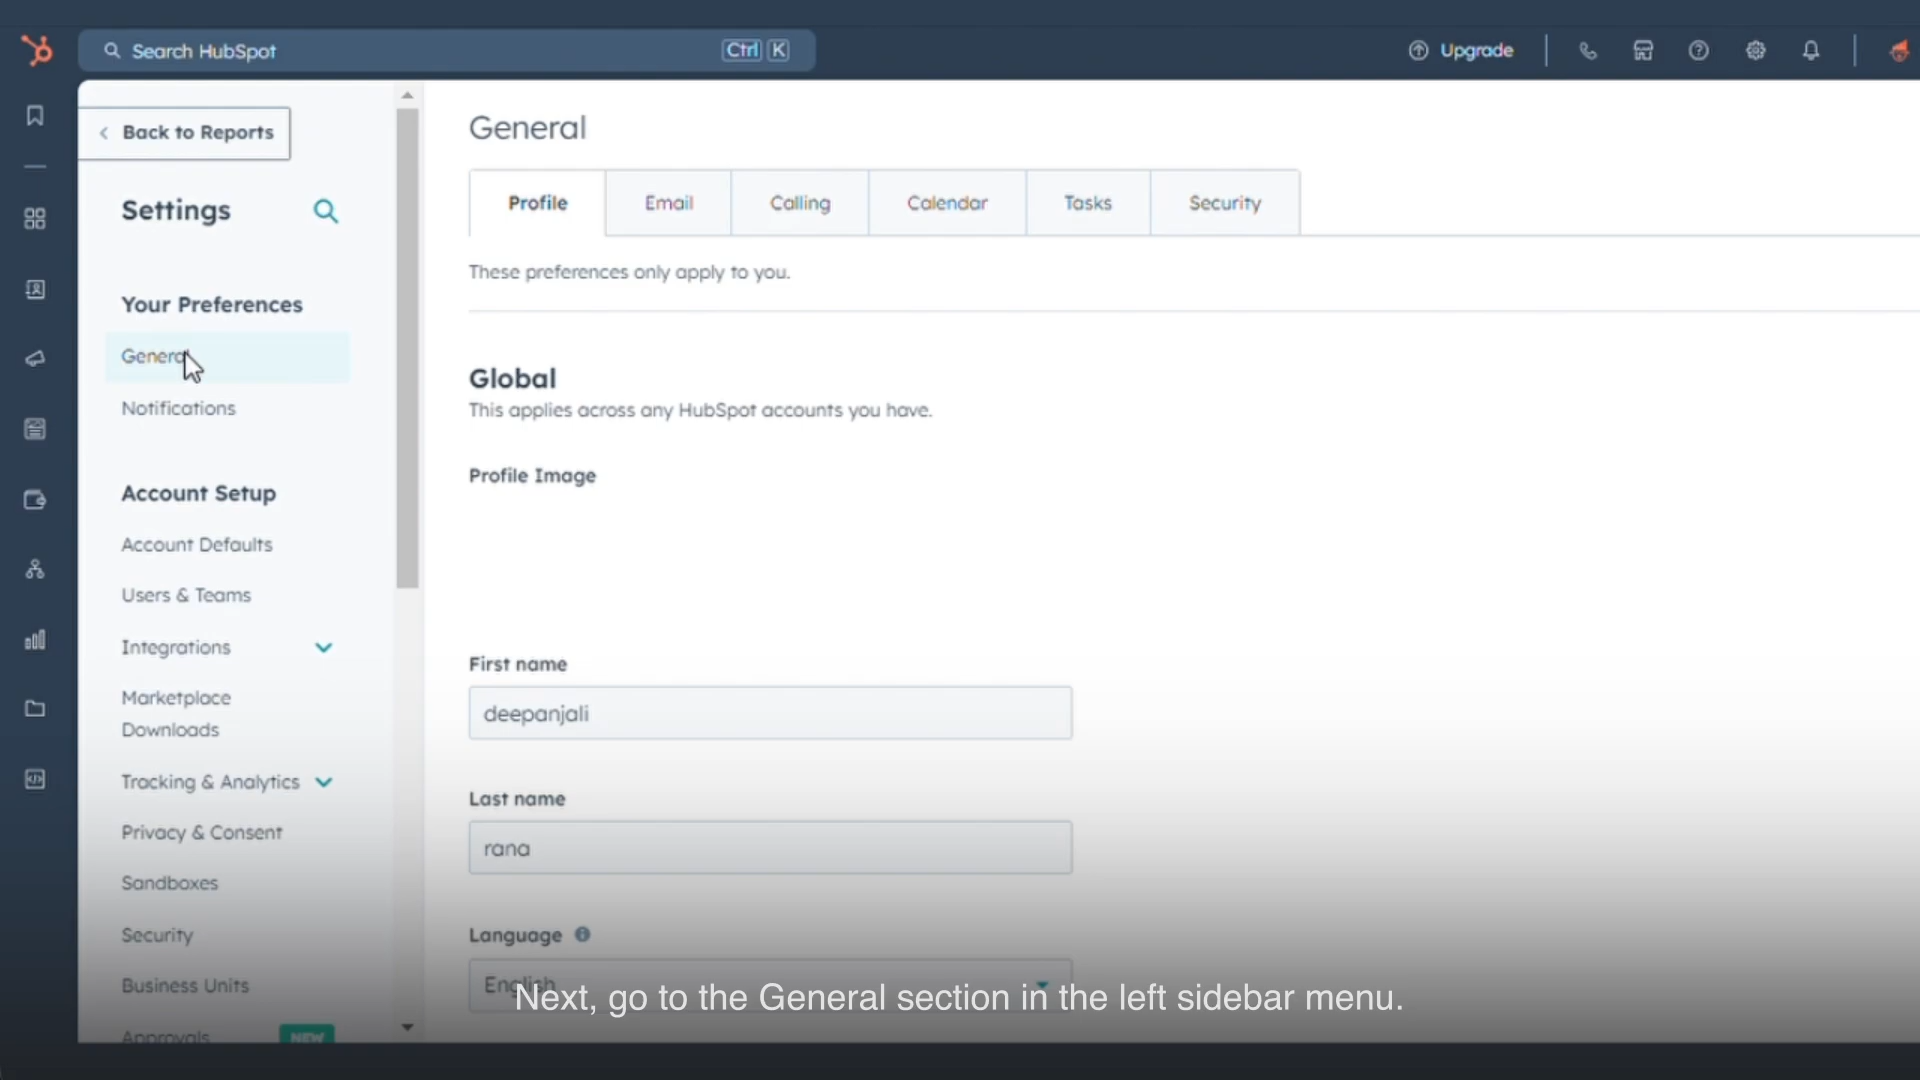 Search HubSpot
Ctrl K
Upgrade
Back to Reports
Settings
Your Preferences
General
Notifications
Account Setup
Account Defaults
Users & Teams
Integrations
Marketplace
Downloads
Tracking & Analytics
Privacy & Consent
Sandboxes
Security
Business Units
Approvals NEW
General
Profile Email Calling Calendar Tasks Security
These preferences only apply to you.
Global
This applies across any HubSpot accounts you have.
Profile Image
First name
deepanjali
Last name
rana
Language
English
Next, go to the General section in the left sidebar menu.